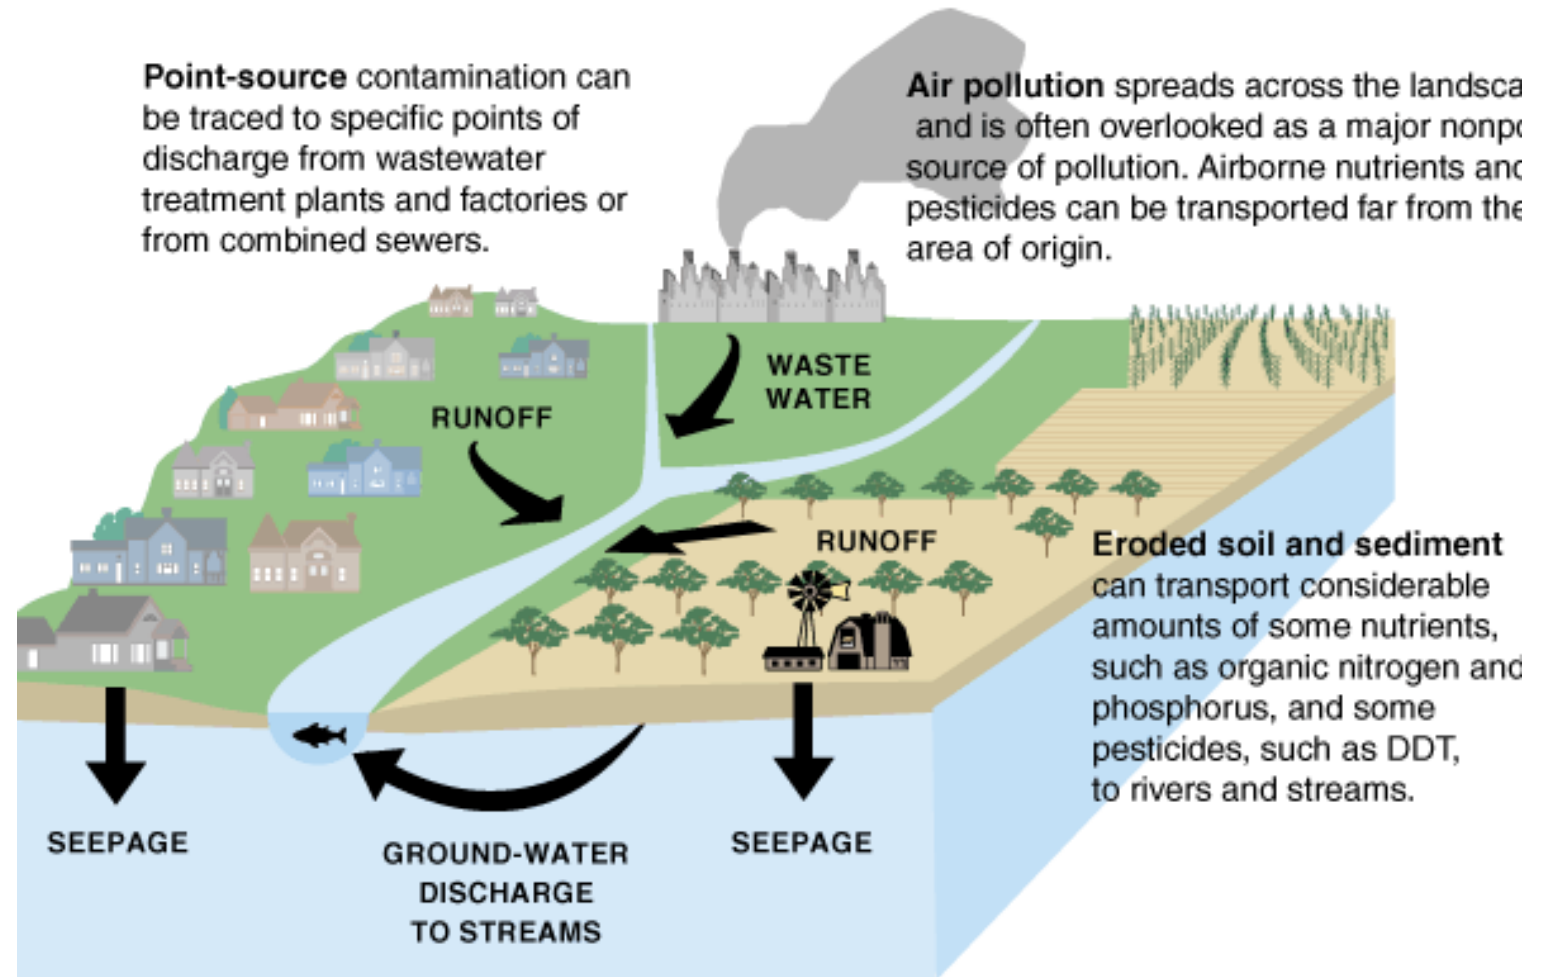 Point-source contamination can
be traced to specific points of
discharge from wastewater
treatment plants and factories or
from combined sewers.
Air pollution spreads across the landsca
and is often overlooked as a major nonpo
source of pollution. Airborne nutrients and
pesticides can be transported far from the
area of origin.
WASTE
WATER
RUNOFF
RUNOFF
Eroded soil and sediment
can transport considerable
amounts of some nutrients,
such as organic nitrogen and
phosphorus, and some
pesticides, such as DDT,
to rivers and streams.
SEEPAGE
GROUND-WATER
DISCHARGE
TO STREAMS
SEEPAGE